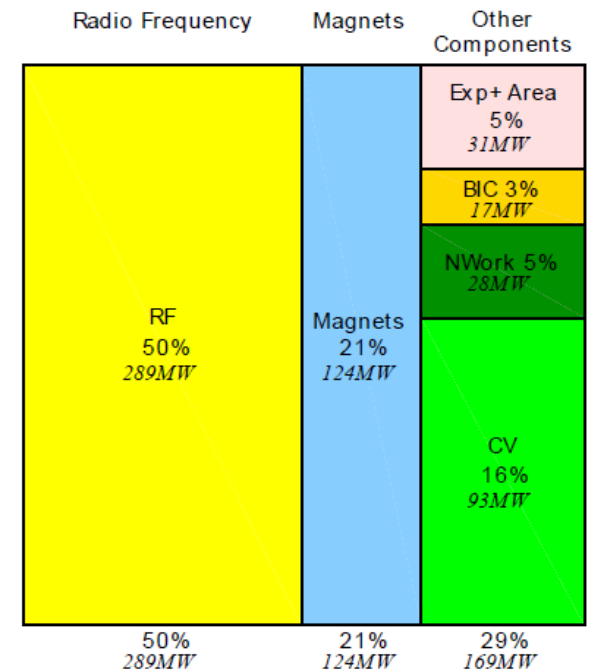 Radio Frequency
Magnets
Other
Components
Exp+ Area
5%
31MW
BIC 3%
17MW
NWork 5%
28MW
RF
50%
289MW
Magnets
21%
124MW
CV
16%
93MW
50%
289MW
21%
124MW
29%
169MW